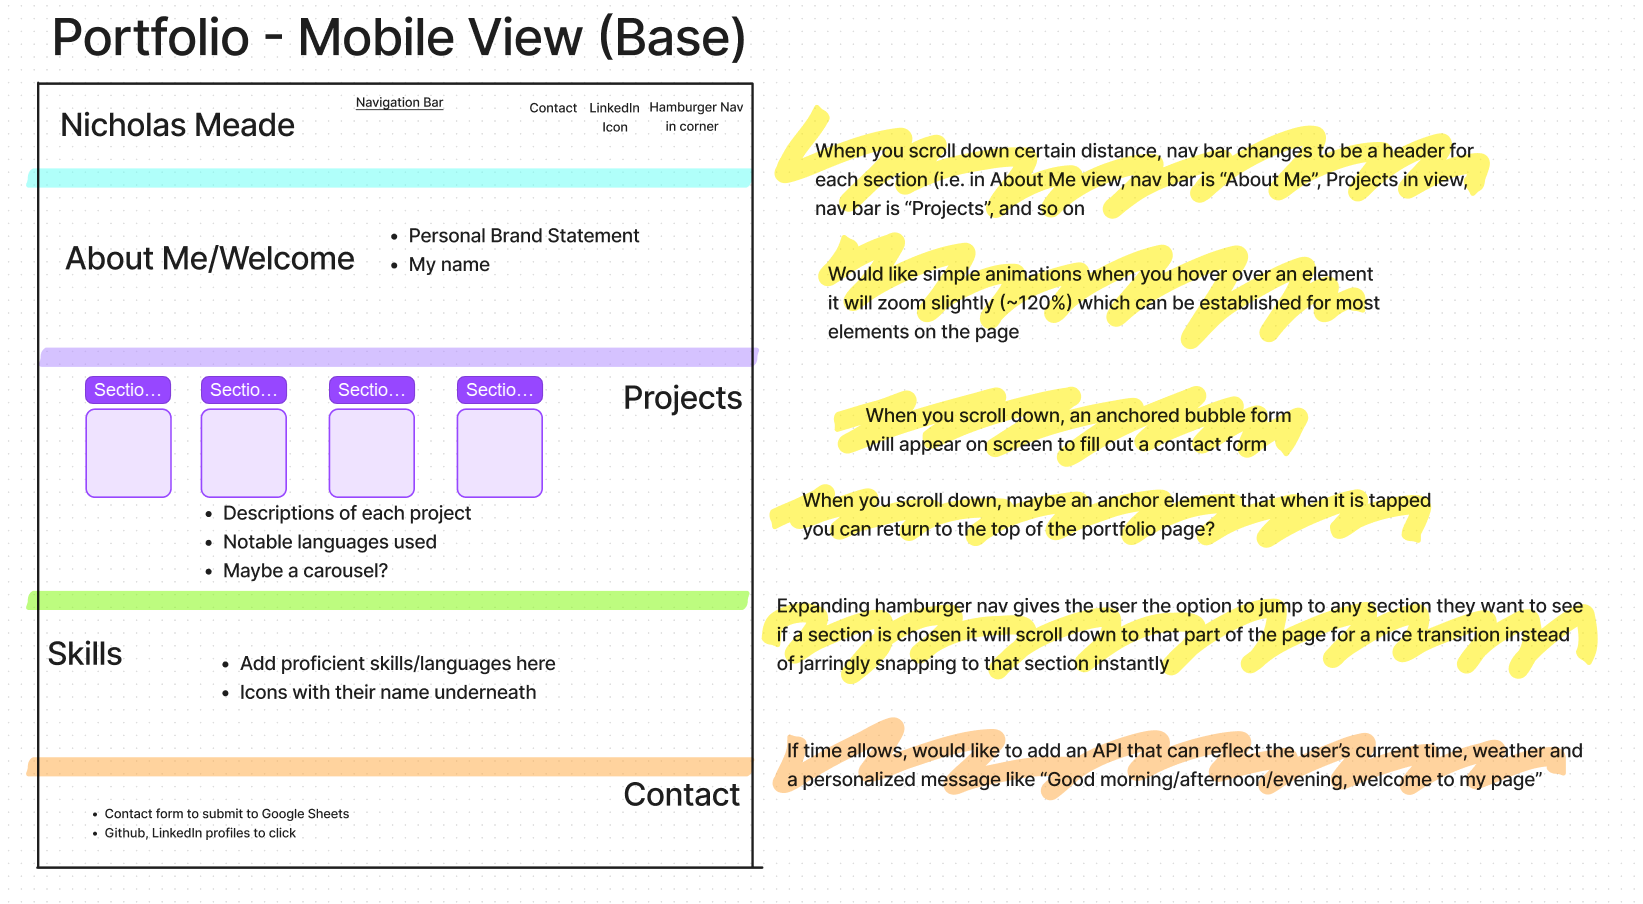 Portfolio - Mobile View (Base)
Nicholas Meade
Navigation Bar
Contact
LinkedIn
Icon
Hamburger Nav
in corner
About Me/Welcome
• Personal Brand Statement
• My name
Sectio...
Sectio...
Sectio...
Sectio...
Projects
• Descriptions of each project
• Notable languages used
• Maybe a carousel?
Skills
• Add proficient skills/languages here
• Icons with their name underneath
Contact
• Contact form to submit to Google Sheets
• Github, LinkedIn profiles to click
When you scroll down certain distance, nav bar changes to be a header for
each section (i.e. in About Me view, nav bar is “About Me”, Projects in view,
nav bar is “Projects”, and so on
Would like simple animations when you hover over an element
it will zoom slightly (~120%) which can be established for most
elements on the page
When you scroll down, an anchored bubble form
will appear on screen to fill out a contact form
When you scroll down, maybe an anchor element that when it is tapped
you can return to the top of the portfolio page?
Expanding hamburger nav gives the user the option to jump to any section they want to see
if a section is chosen it will scroll down to that part of the page for a nice transition instead
of jarringly snapping to that section instantly
If time allows, would like to add an API that can reflect the user’s current time, weather and
a personalized message like “Good morning/afternoon/evening, welcome to my page”